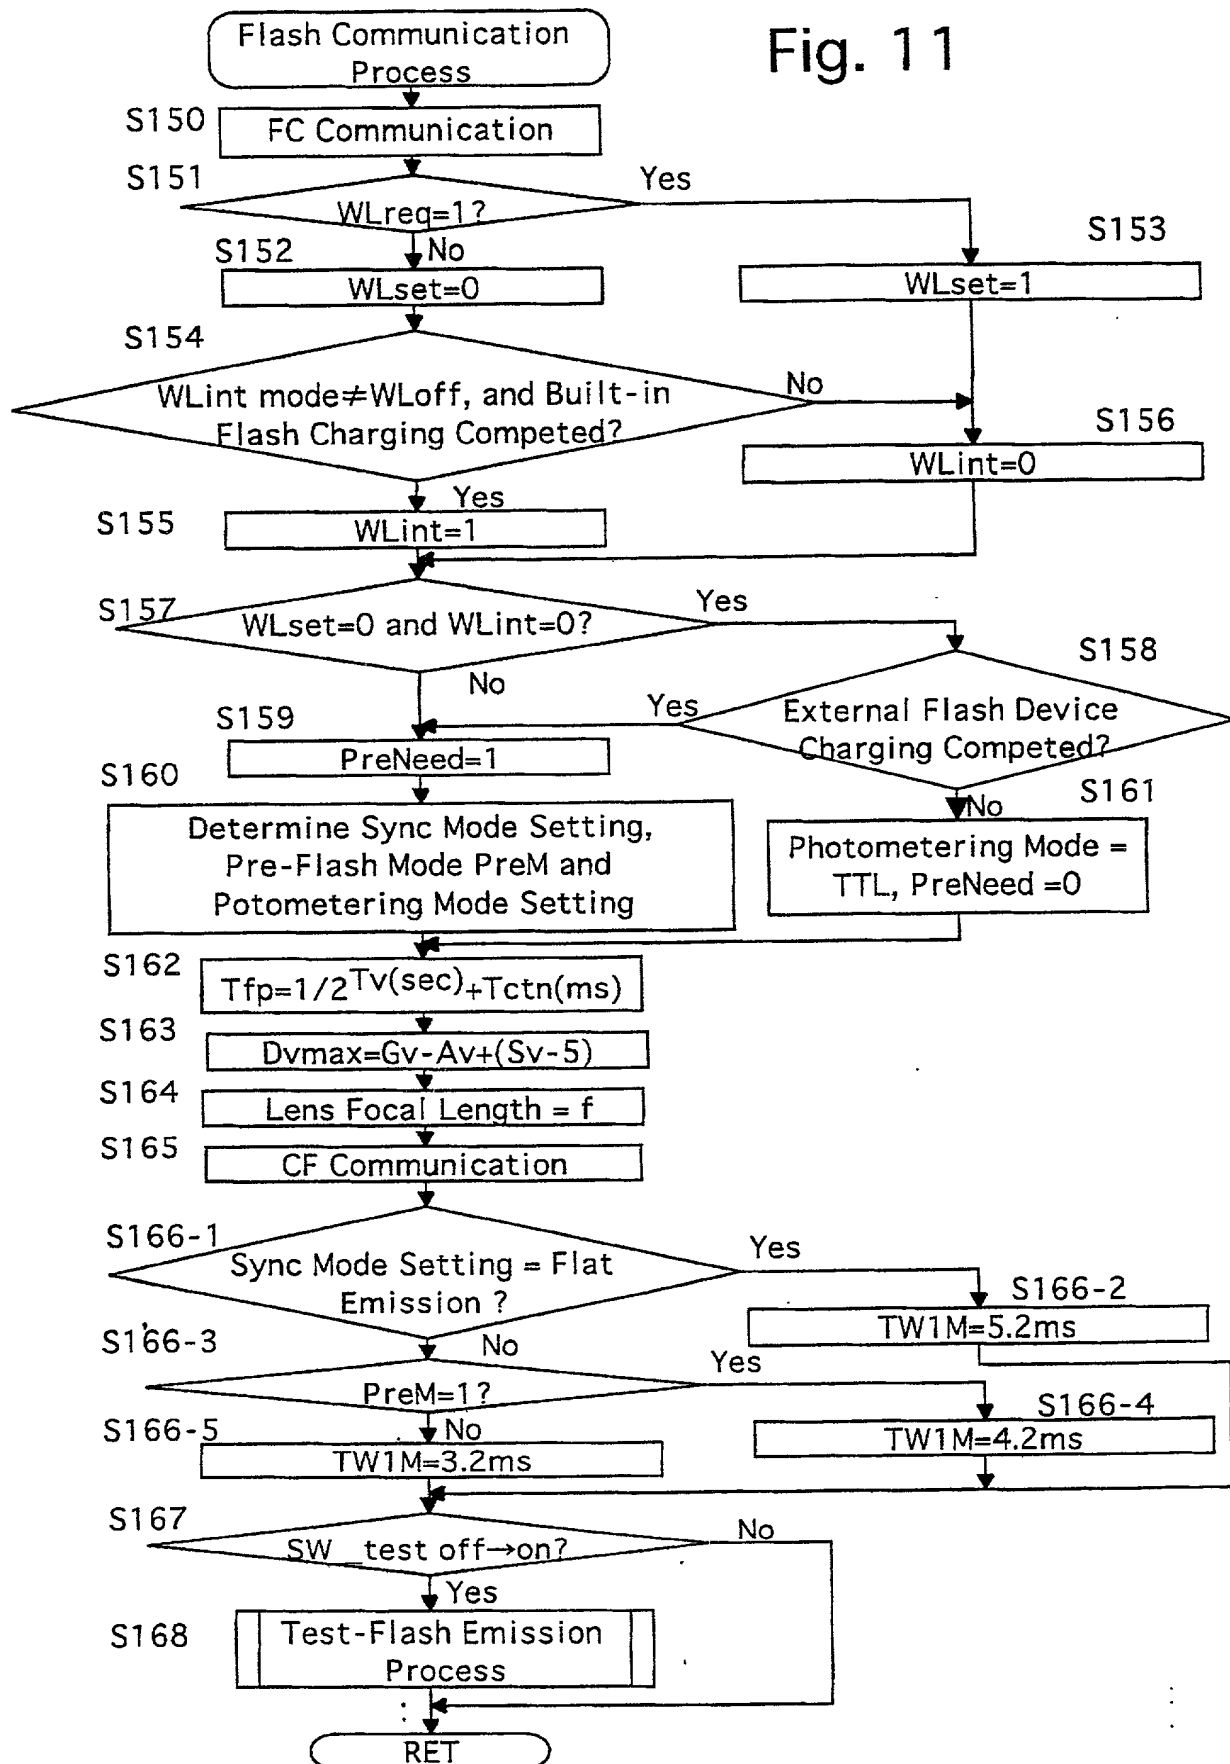 Fig. 11
Flash Communication
Process
S150
FC Communication
S151
WLreq=1?
Yes
No
S152
WLset=0
S153
WLset=1
S154
WLint mode≠WLoff, and Built-in
Flash Charging Competed?
No
Yes
S155
WLint=1
S156
WLint=0
S157
WLset=0 and WLint=0?
Yes
No
S158
External Flash Device
Charging Competed?
Yes
No
S159
PreNeed=1
S160
Determine Sync Mode Setting,
Pre-Flash Mode PreM and
Potometering Mode Setting
S161
Photometering Mode =
TTL, PreNeed =0
S162
Tfp=1/2^Tv(sec)+Tctn(ms)
S163
Dvmax=Gv-Av+(Sv-5)
S164
Lens Focal Length = f
S165
CF Communication
S166-1
Sync Mode Setting = Flat
Emission ?
Yes
No
S166-2
TW1M=5.2ms
S166-3
PreM=1?
Yes
No
S166-4
TW1M=4.2ms
S166-5
TW1M=3.2ms
S167
SW_test off→on?
No
Yes
S168
Test-Flash Emission
Process
RET